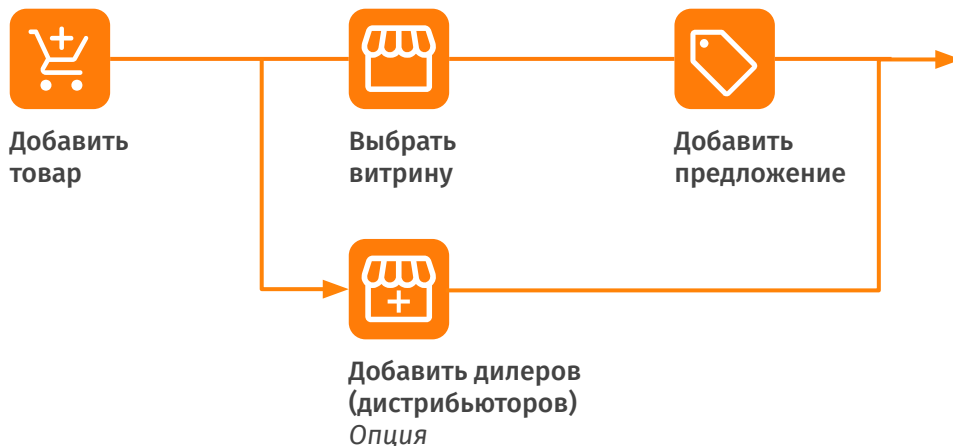 Добавить
товар
Выбрать
витрину
Добавить
предложение
Добавить дилеров
(дистрибьюторов)
Опция